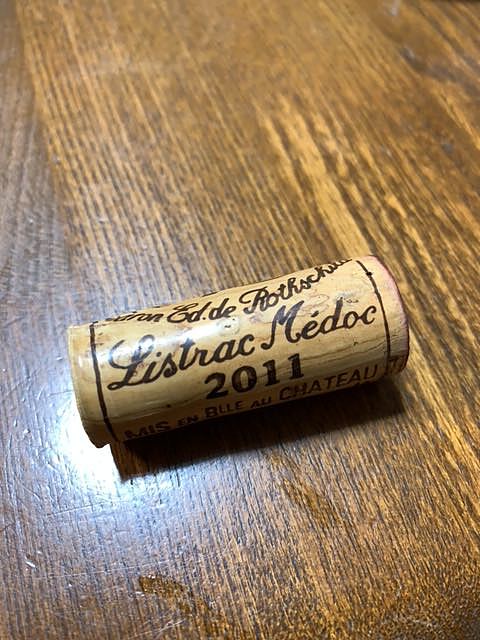 Ed. de Rothschild
Listrac Médoc
2011
MIS EN BLLE AU CHATEAU